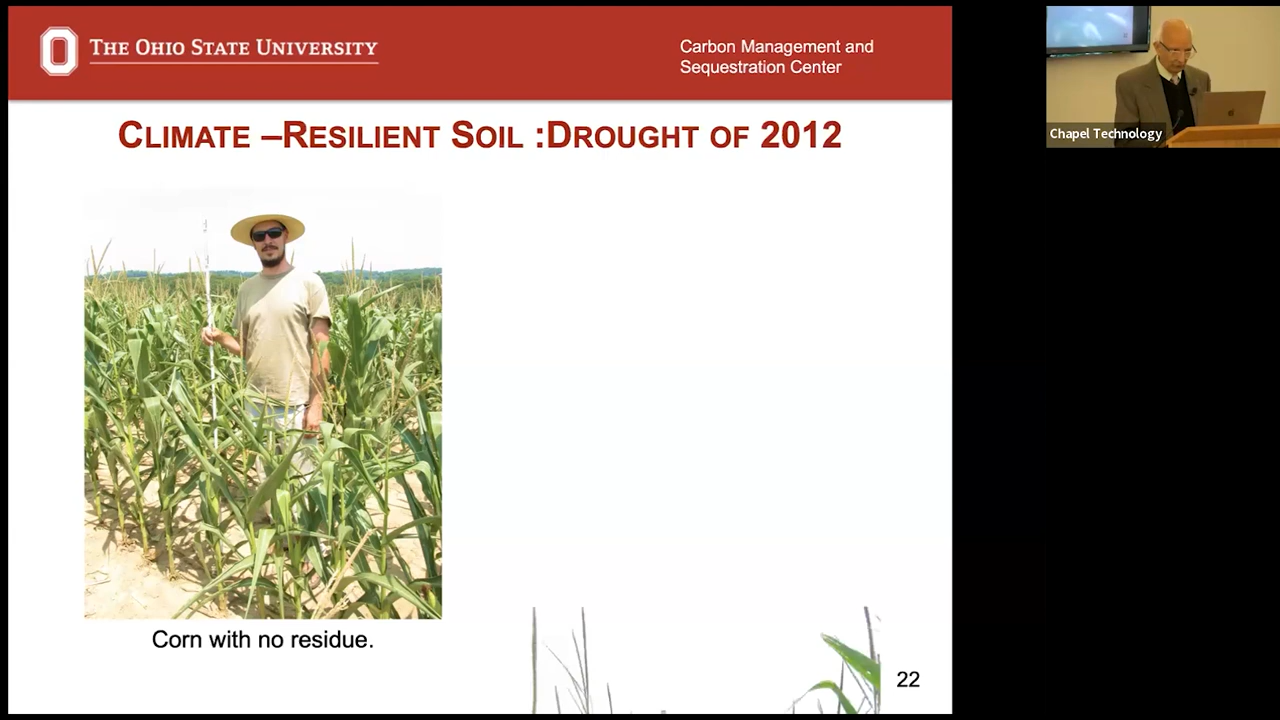 THE OHIO STATE UNIVERSITY
Carbon Management and
Sequestration Center
CLIMATE –RESILIENT SOIL :DROUGHT OF 2012
Corn with no residue.
22
Chapel Technology